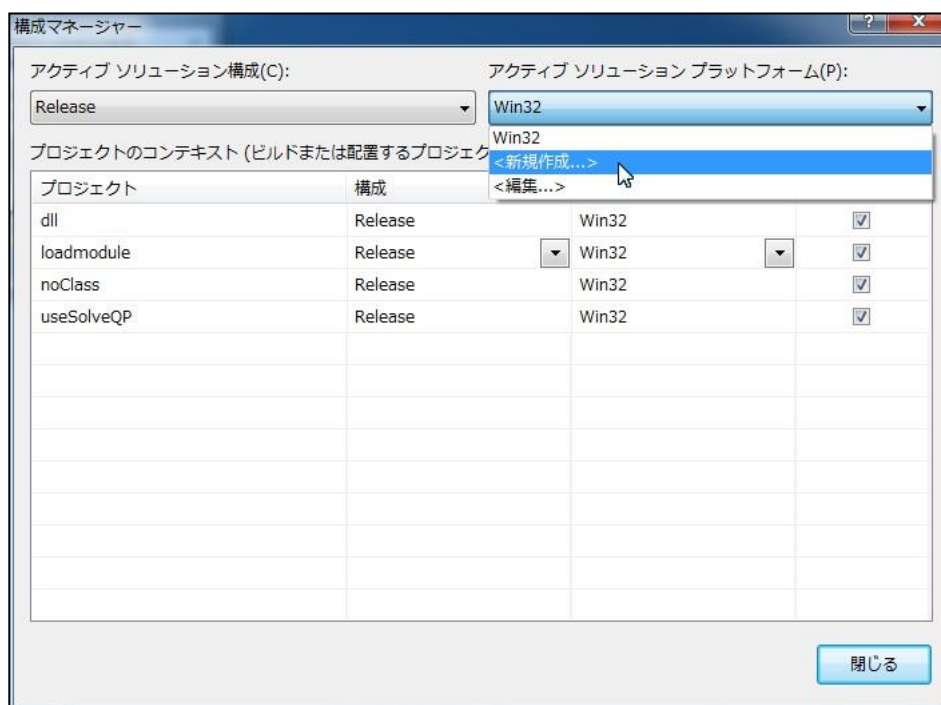 構成マネージャー
アクティブ ソリューション構成(C):
アクティブ ソリューション プラットフォーム(P):
Release
Win32
Win32
<新規作成...>
<編集...>
プロジェクトのコンテキスト (ビルドまたは配置するプロジェク
プロジェクト 構成
dll Release Win32
loadmodule Release Win32
noClass Release Win32
useSolveQP Release Win32
閉じる